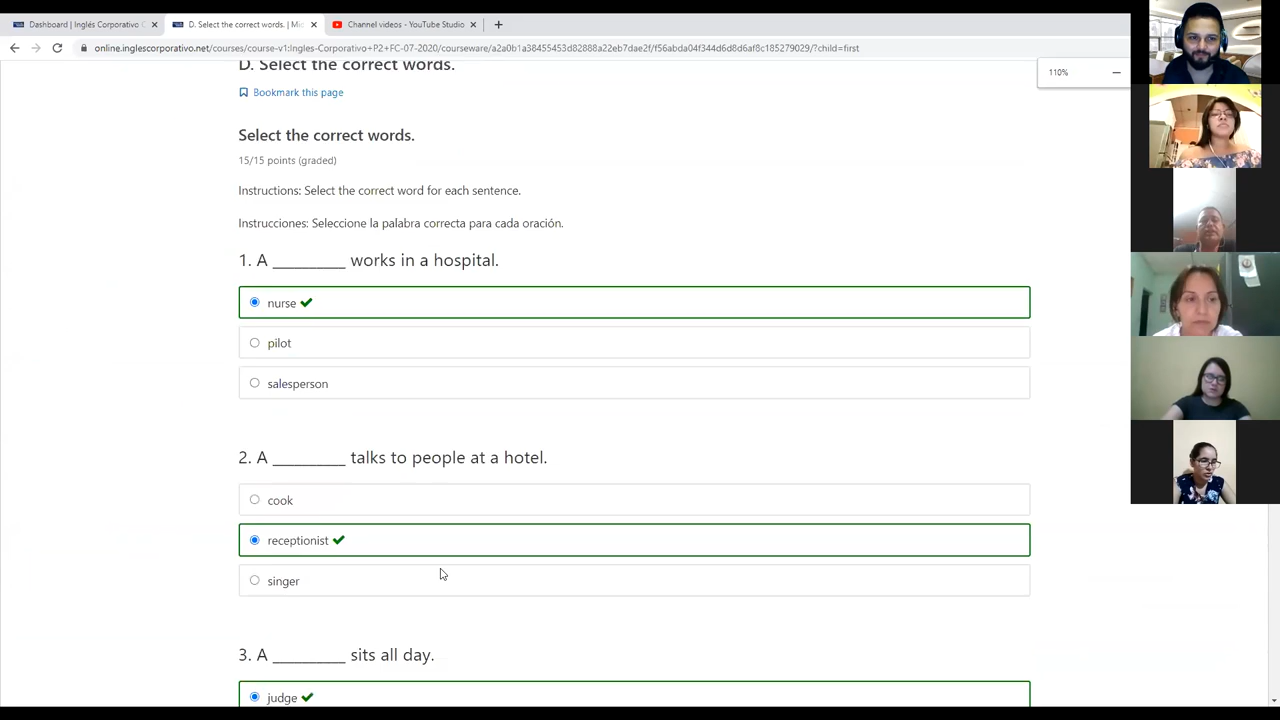 Dashboard | Inglés Corporativo
D. Select the correct words. | Mi
Channel videos - YouTube Studio
online.inglescorporativo.net/courses/course-v1:Ingles-Corporativo+P2+FC-07-2020/courseware/a2a0b1a38455453d82888a22eb7dae2f/f56abda04f344d6d8d6af8c185279029/?child=first
110%
D. Select the correct words.
Bookmark this page
Select the correct words.
15/15 points (graded)
Instructions: Select the correct word for each sentence.
Instrucciones: Seleccione la palabra correcta para cada oración.
1. A __________ works in a hospital.
nurse
pilot
salesperson
2. A __________ talks to people at a hotel.
cook
receptionist
singer
3. A __________ sits all day.
judge